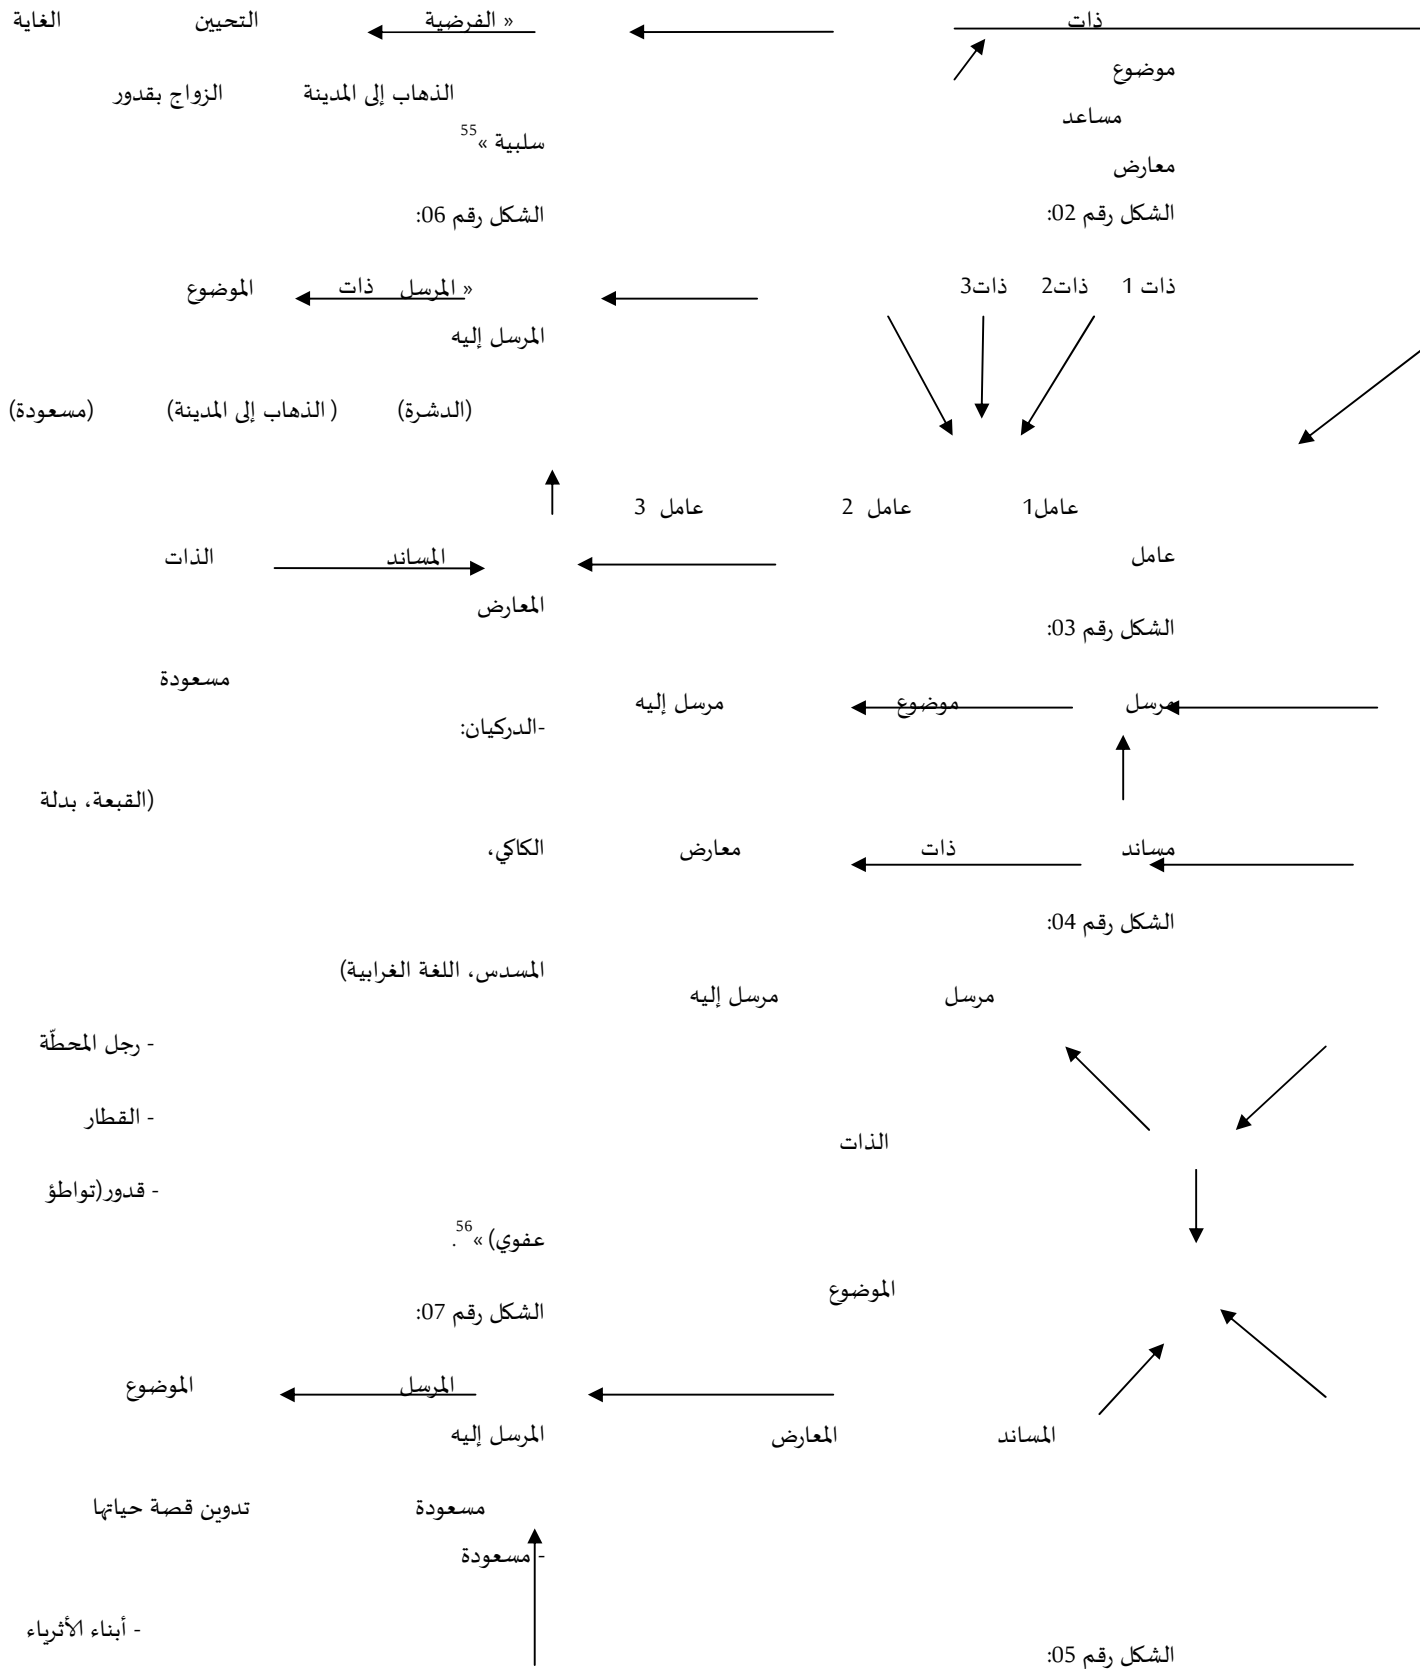 ذات
موضوع
مساعد
معارض
الشكل رقم 02:
ذات 1 ذات2 ذات3
عامل1 عامل 2 عامل 3
عامل
الشكل رقم 03:
مرسل موضوع مرسل إليه
مساند ذات معارض
الشكل رقم 04:
مرسل مرسل إليه
الذات
الموضوع
المساند المعارض
الشكل رقم 05:
« الفرضية التحيين الغاية
الذهاب إلى المدينة الزواج بقدور
سلبية »55
الشكل رقم 06:
« المرسل ذات الموضوع
المرسل إليه
(الدشرة) ( الذهاب إلى المدينة) (مسعودة)
المساند الذات
المعارض
مسعودة
-الدركيان:
(القبعة، بدلة
الكاكي،
المسدس، اللغة الغرابية)
- رجل المحطّة
- القطار
- قدور(تواطؤ
عفوي) »56.
الشكل رقم 07:
المرسل الموضوع
المرسل إليه
مسعودة تدوين قصة حياتها
- مسعودة
- أبناء الأثرياء